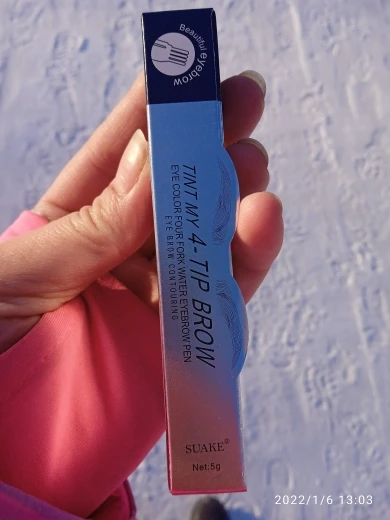 Beautiful eyebrow
TINT MY 4-TIP BROW
EYE COLOR FOUR FORK WATER EYEBROW PEN
EYE BROW CONTOURING
SUAKE®
Net:5g
2022/1/6 13:03